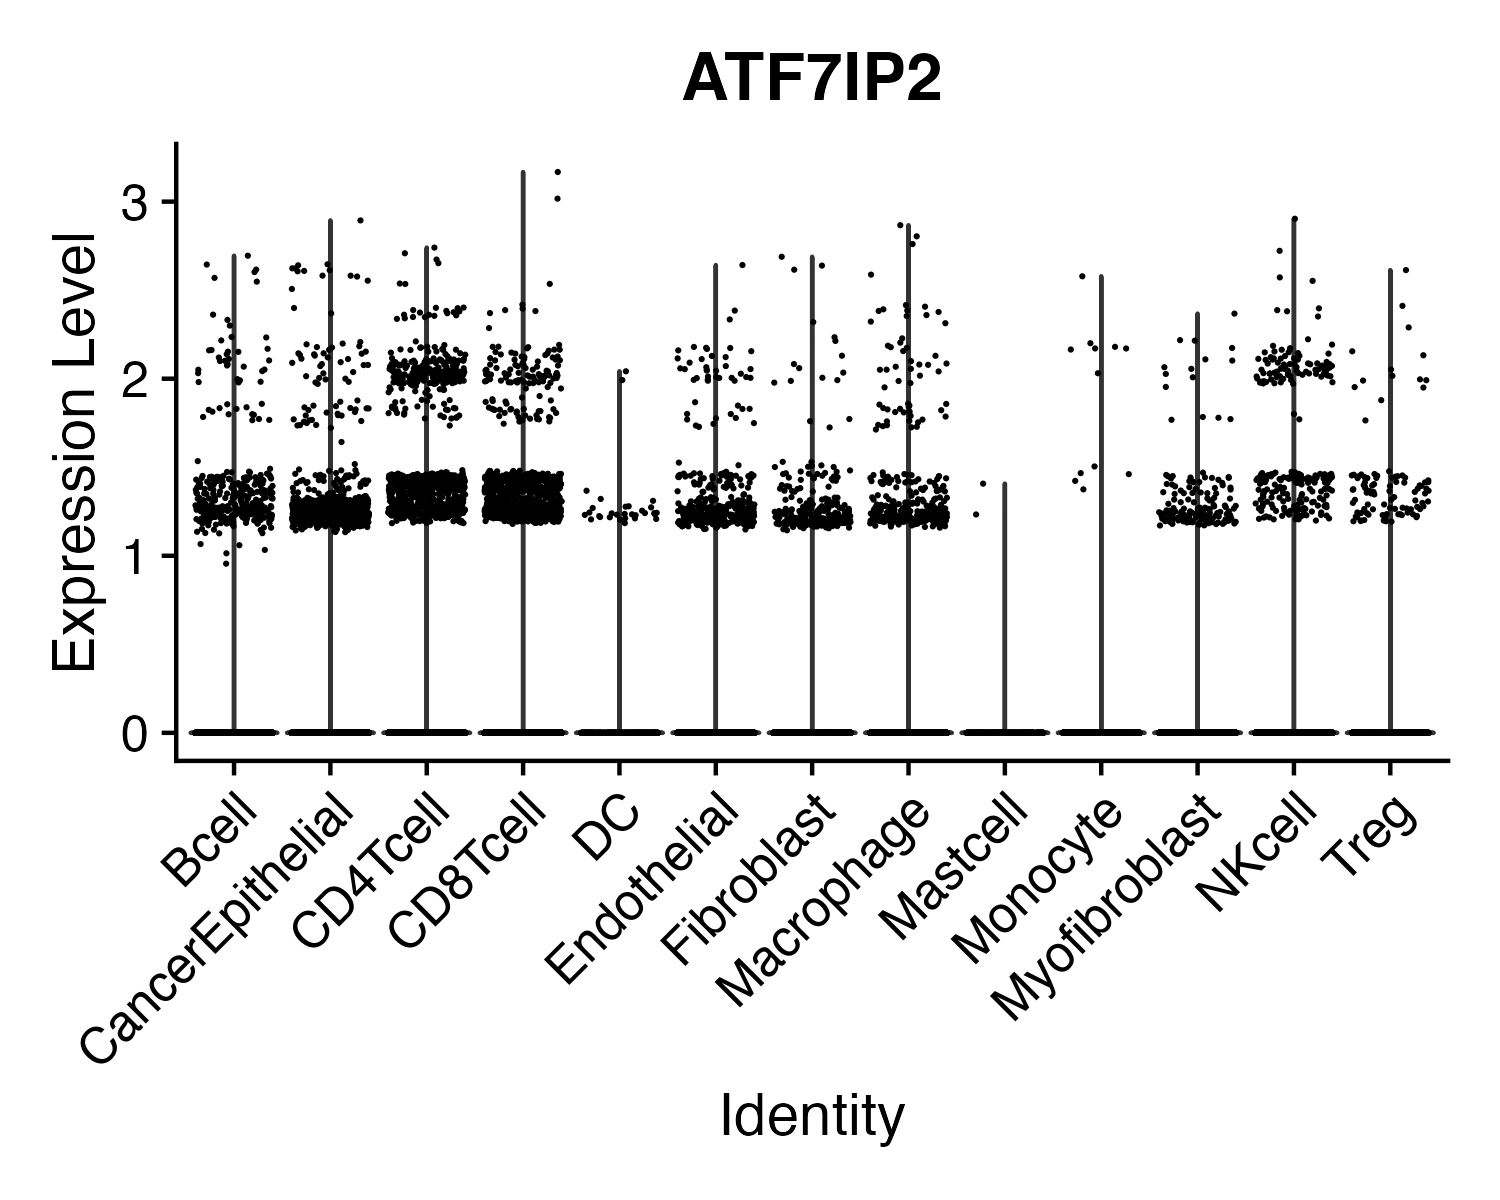 ATF7IP2
Expression Level
3
2
1
0
Bcell
CancerEpithelial
CD4Tcell
CD8Tcell
DC
Endothelial
Fibroblast
Macrophage
Mastcell
Monocyte
Myofibroblast
NKcell
Treg
Identity